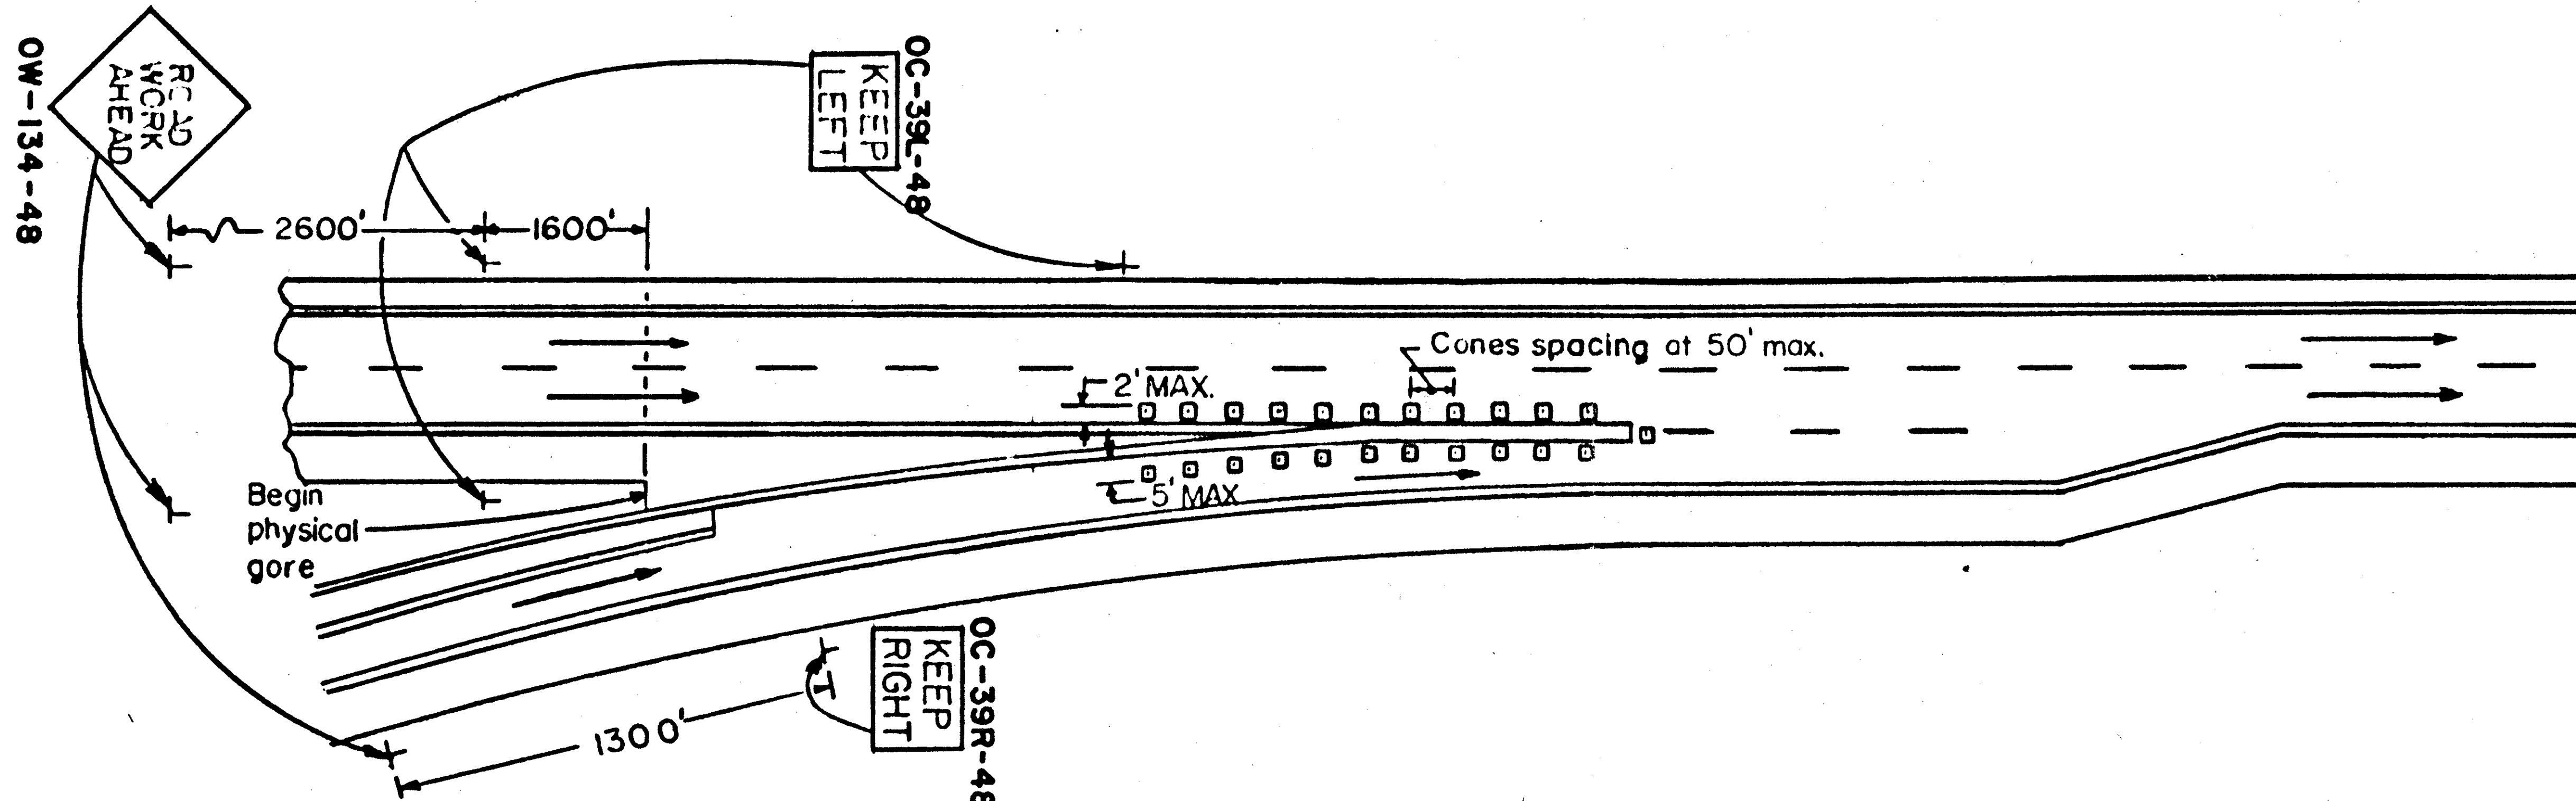 OW-134-48
ROAD
WORK
AHEAD
OC-39L-48
KEEP
LEFT
2600'
1600'
Cones spacing at 50' max.
2' MAX.
5' MAX
Begin
physical
gore
OC-39R-48
KEEP
RIGHT
1300'